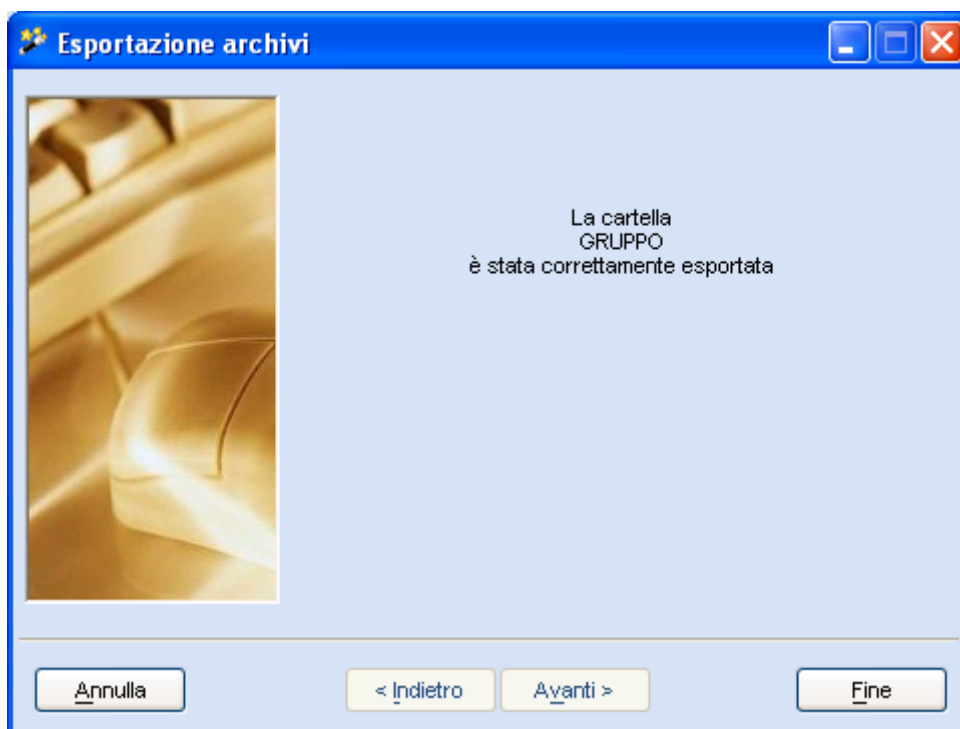 Esportazione archivi
La cartella
GRUPPO
è stata correttamente esportata
Annulla
< Indietro
Avanti >
Fine